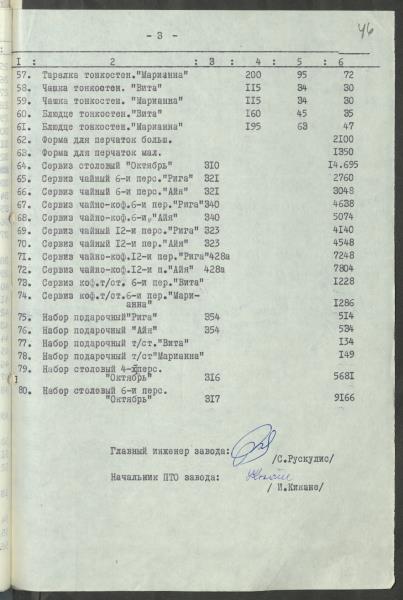 - 3 -
46
I : 2 : 3 : 4 : 5 : 6
57. Тарелка тонкостен."Марианна" 200 95 72
58. Чашка тонкостен. "Вита" II5 34 30
59. Чашка тонкостен. "Марианна" II5 34 30
60. Блюдце тонкостен."Вита" I60 45 35
61. Блюдце тонкостен."Марианна" I95 63 47
62. Форма для перчаток больш. 2I00
63. Форма для перчаток мал. I350
64. Сервиз столовый "Октябрь" 3I0 I4.695
65. Сервиз чайный 6-и перс."Рига" 32I 2760
66. Сервиз чайный 6-и перс."Айя" 32I 3048
67. Сервиз чайно-коф.6-и пер."Рига"340 4638
68. Сервиз чайно-коф.6-и,"Айя" 340 5074
69. Сервиз чайный I2-и перс."Рига" 323 4I40
70. Сервиз чайный I2-и пер."Айя" 323 4548
7I. Сервиз чайно-коф.I2-и пер."Рига"428а 7248
72. Сервиз чайно-коф.I2-и п."Айя" 428а 7804
73. Сервиз коф.т/ст. 6-и пер."Вита" I228
74. Сервиз коф.т/ст.6-и пер."Мари-
анна" I286
75. Набор подарочный"Рига" 354 5I4
76. Набор подарочный "Айя" 354 534
77. Набор подарочный т/ст."Вита" I34
78. Набор подарочный т/ст"Марианна" I49
79. Набор столовый 4-х перс.
"Октябрь" 3I6 568I
80. Набор столовый 6-и перс.
"Октябрь" 3I7 9I66
Главный инженер завода:
/С.Рускулис/
Начальник ПТО завода:
/ И.Киканс/